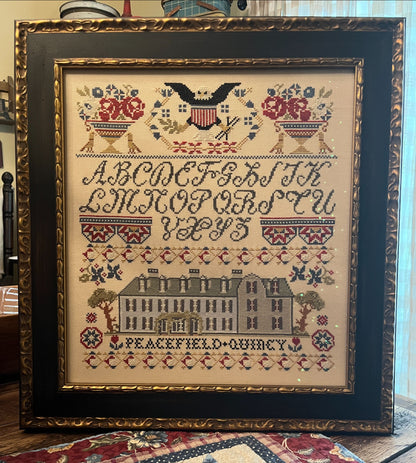 ABCDEFGHIJK
LMNOPQRSTU
VWXYZ
PEACEFIELD • QUINCY